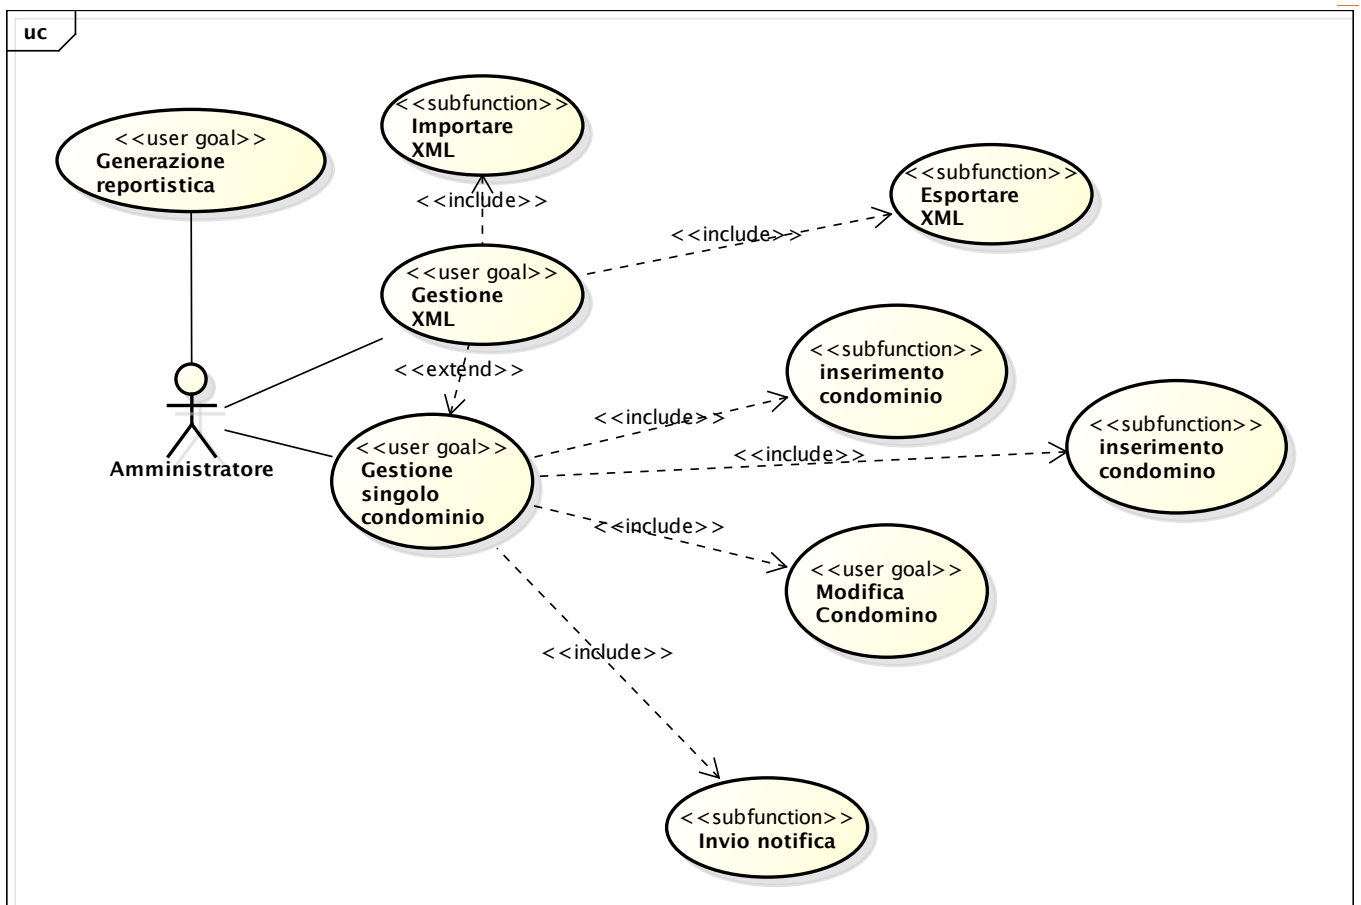 uc
<<subfunction>>
Importare
XML
<<user goal>>
Generazione
reportistica
<<subfunction>>
Esportare
XML
<<include>>
<<include>>
<<user goal>>
Gestione
XML
<<extend>>
<<subfunction>>
inserimento
condominio
<<include>>
<<subfunction>>
inserimento
condomino
<<include>>
Amministratore
<<user goal>>
Gestione
singolo
condominio
<<include>>
<<user goal>>
Modifica
Condomino
<<include>>
<<subfunction>>
Invio notifica